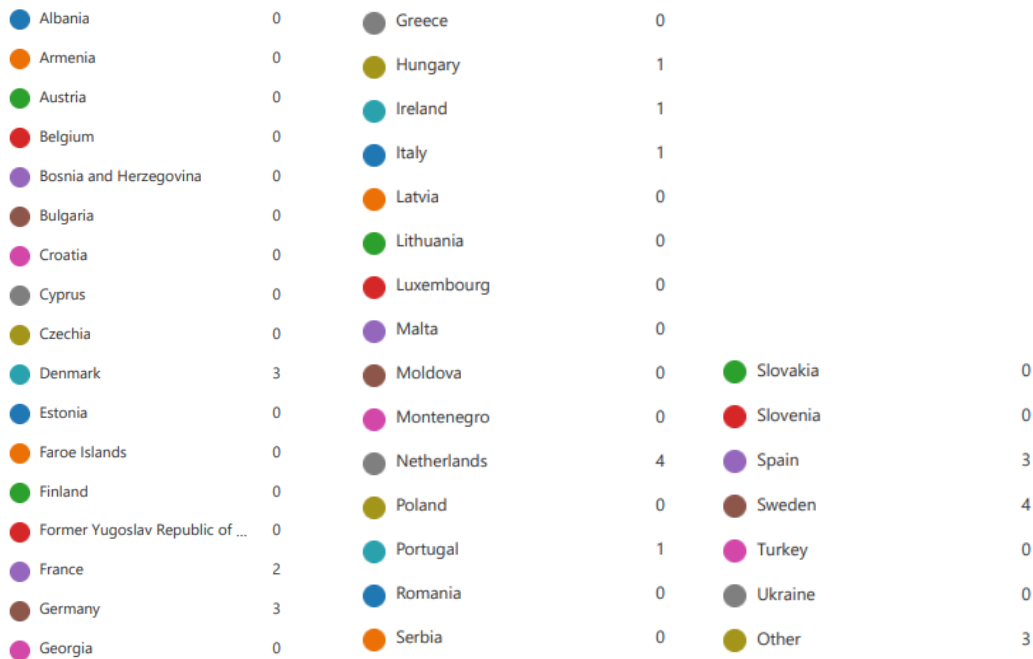 Albania 0
Armenia 0
Austria 0
Belgium 0
Bosnia and Herzegovina 0
Bulgaria 0
Croatia 0
Cyprus 0
Czechia 0
Denmark 3
Estonia 0
Faroe Islands 0
Finland 0
Former Yugoslav Republic of ... 0
France 2
Germany 3
Georgia 0
Greece 0
Hungary 1
Ireland 1
Italy 1
Latvia 0
Lithuania 0
Luxembourg 0
Malta 0
Moldova 0
Montenegro 0
Netherlands 4
Poland 0
Portugal 1
Romania 0
Serbia 0
Slovakia 0
Slovenia 0
Spain 3
Sweden 4
Turkey 0
Ukraine 0
Other 3